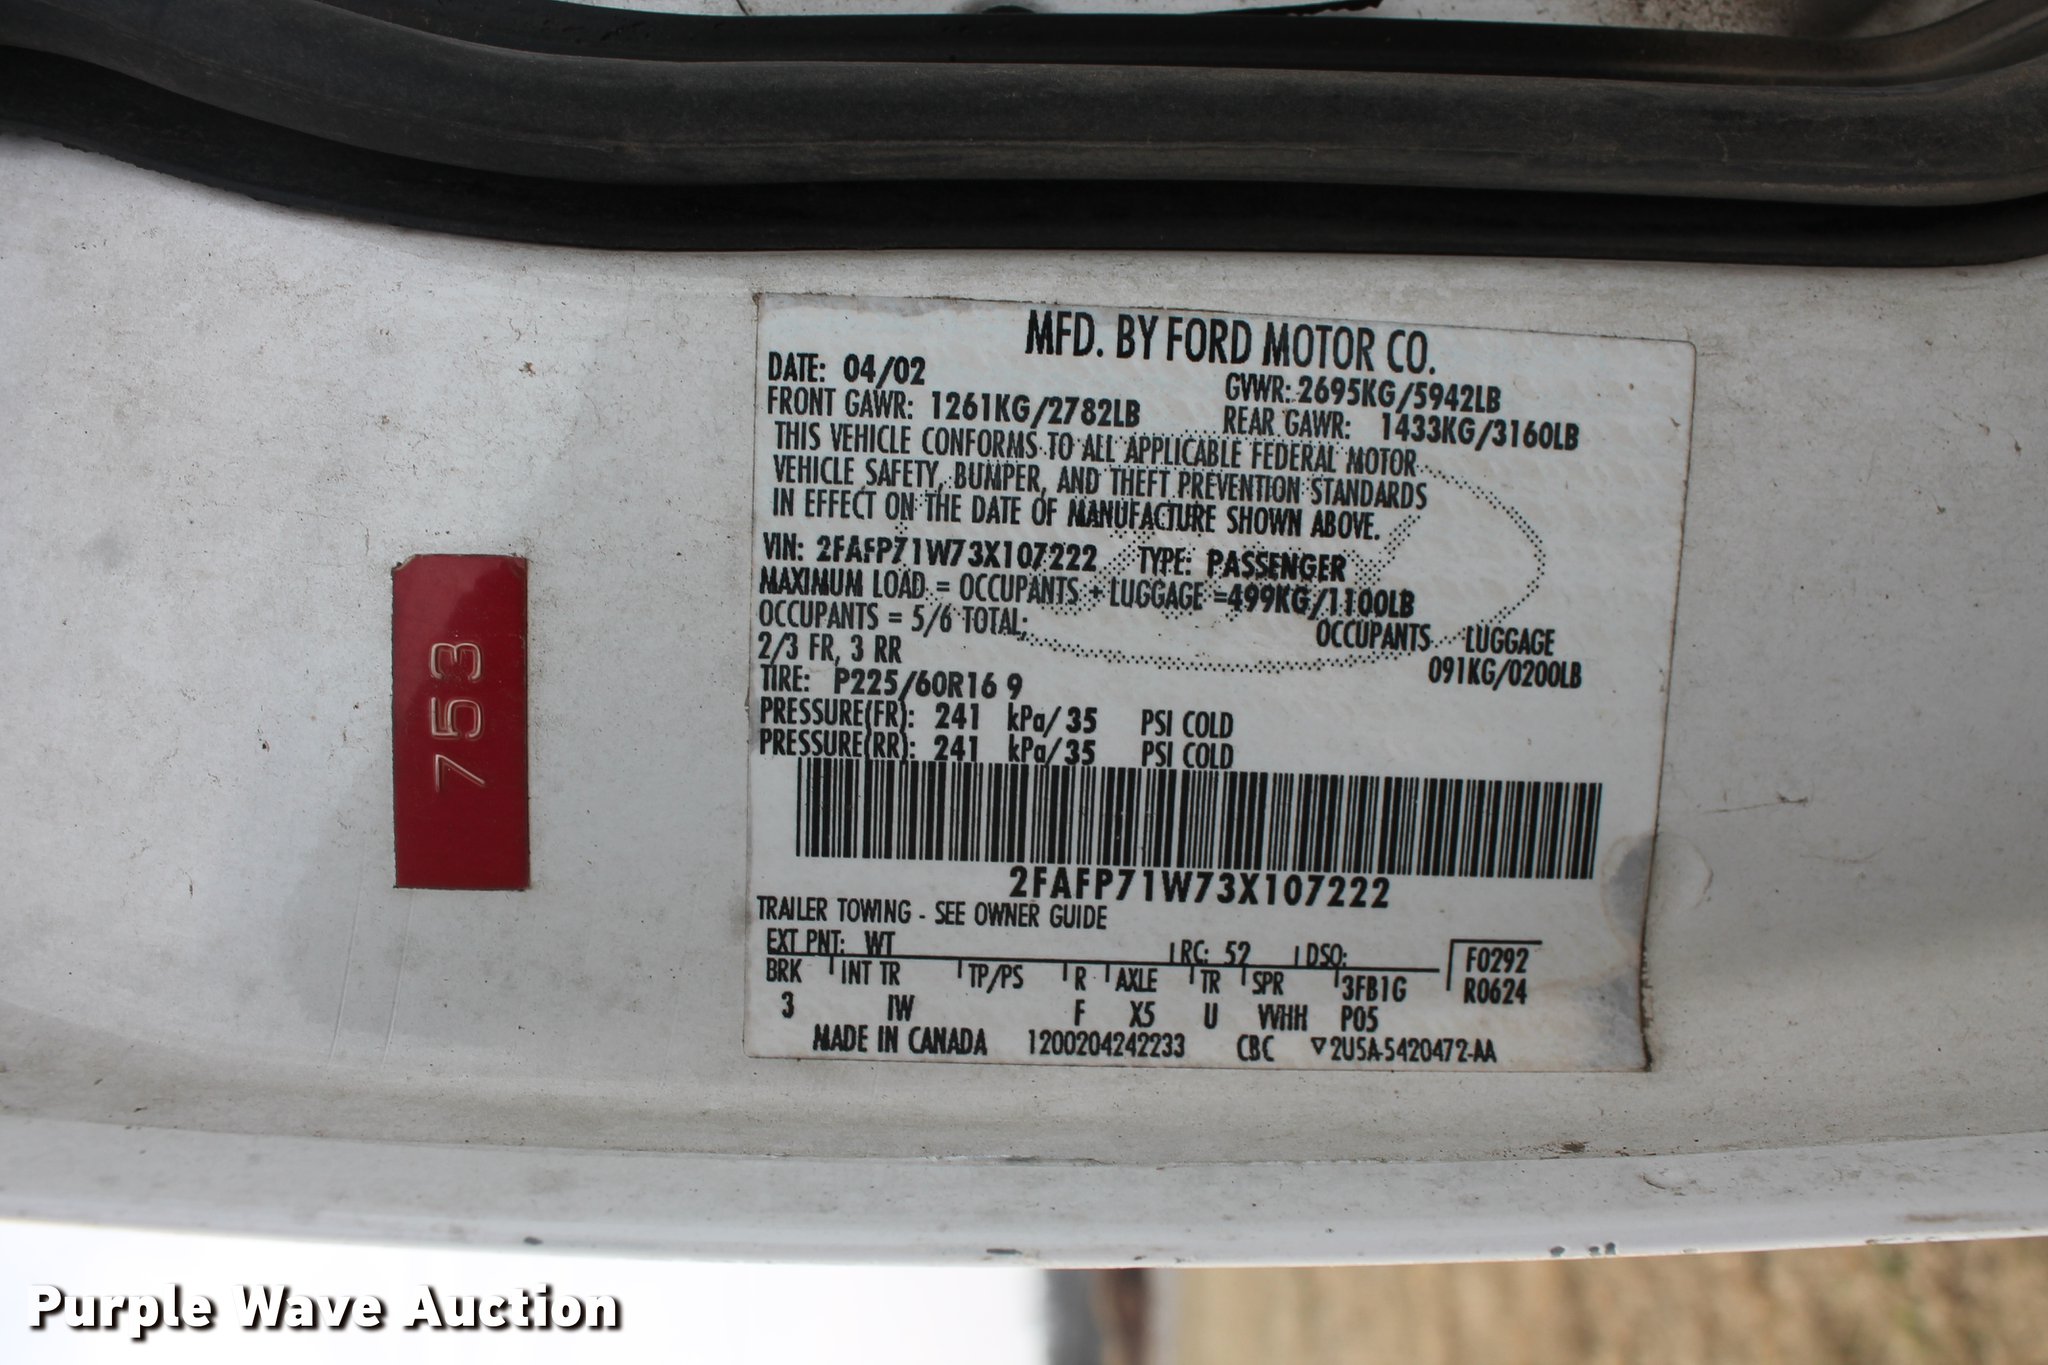 MFD. BY FORD MOTOR CO.
DATE: 04/02 GVWR: 2695KG/5942LB
FRONT GAWR: 1261KG/2782LB REAR GAWR: 1433KG/3160LB
THIS VEHICLE CONFORMS TO ALL APPLICABLE FEDERAL MOTOR
VEHICLE SAFETY, BUMPER, AND THEFT PREVENTION STANDARDS
IN EFFECT ON THE DATE OF MANUFACTURE SHOWN ABOVE.
VIN: 2FAFP71W73X107222 TYPE: PASSENGER
MAXIMUM LOAD = OCCUPANTS + LUGGAGE =499KG/1100LB
OCCUPANTS = 5/6 TOTAL; OCCUPANTS LUGGAGE
2/3 FR, 3 RR 091KG/0200LB
TIRE: P225/60R16 9
PRESSURE(FR): 241 kPa/35 PSI COLD
PRESSURE(RR): 241 kPa/35 PSI COLD
2FAFP71W73X107222
TRAILER TOWING - SEE OWNER GUIDE
EXT PNT: WT RC: 52 DSO: F0292
BRK INT TR TP/PS R AXLE TR SPR 3FB1G R0624
3 IW F X5 U VVHH P05
MADE IN CANADA 1200204242233 CBC ▽2U5A-5420472-AA
753
Purple Wave Auction